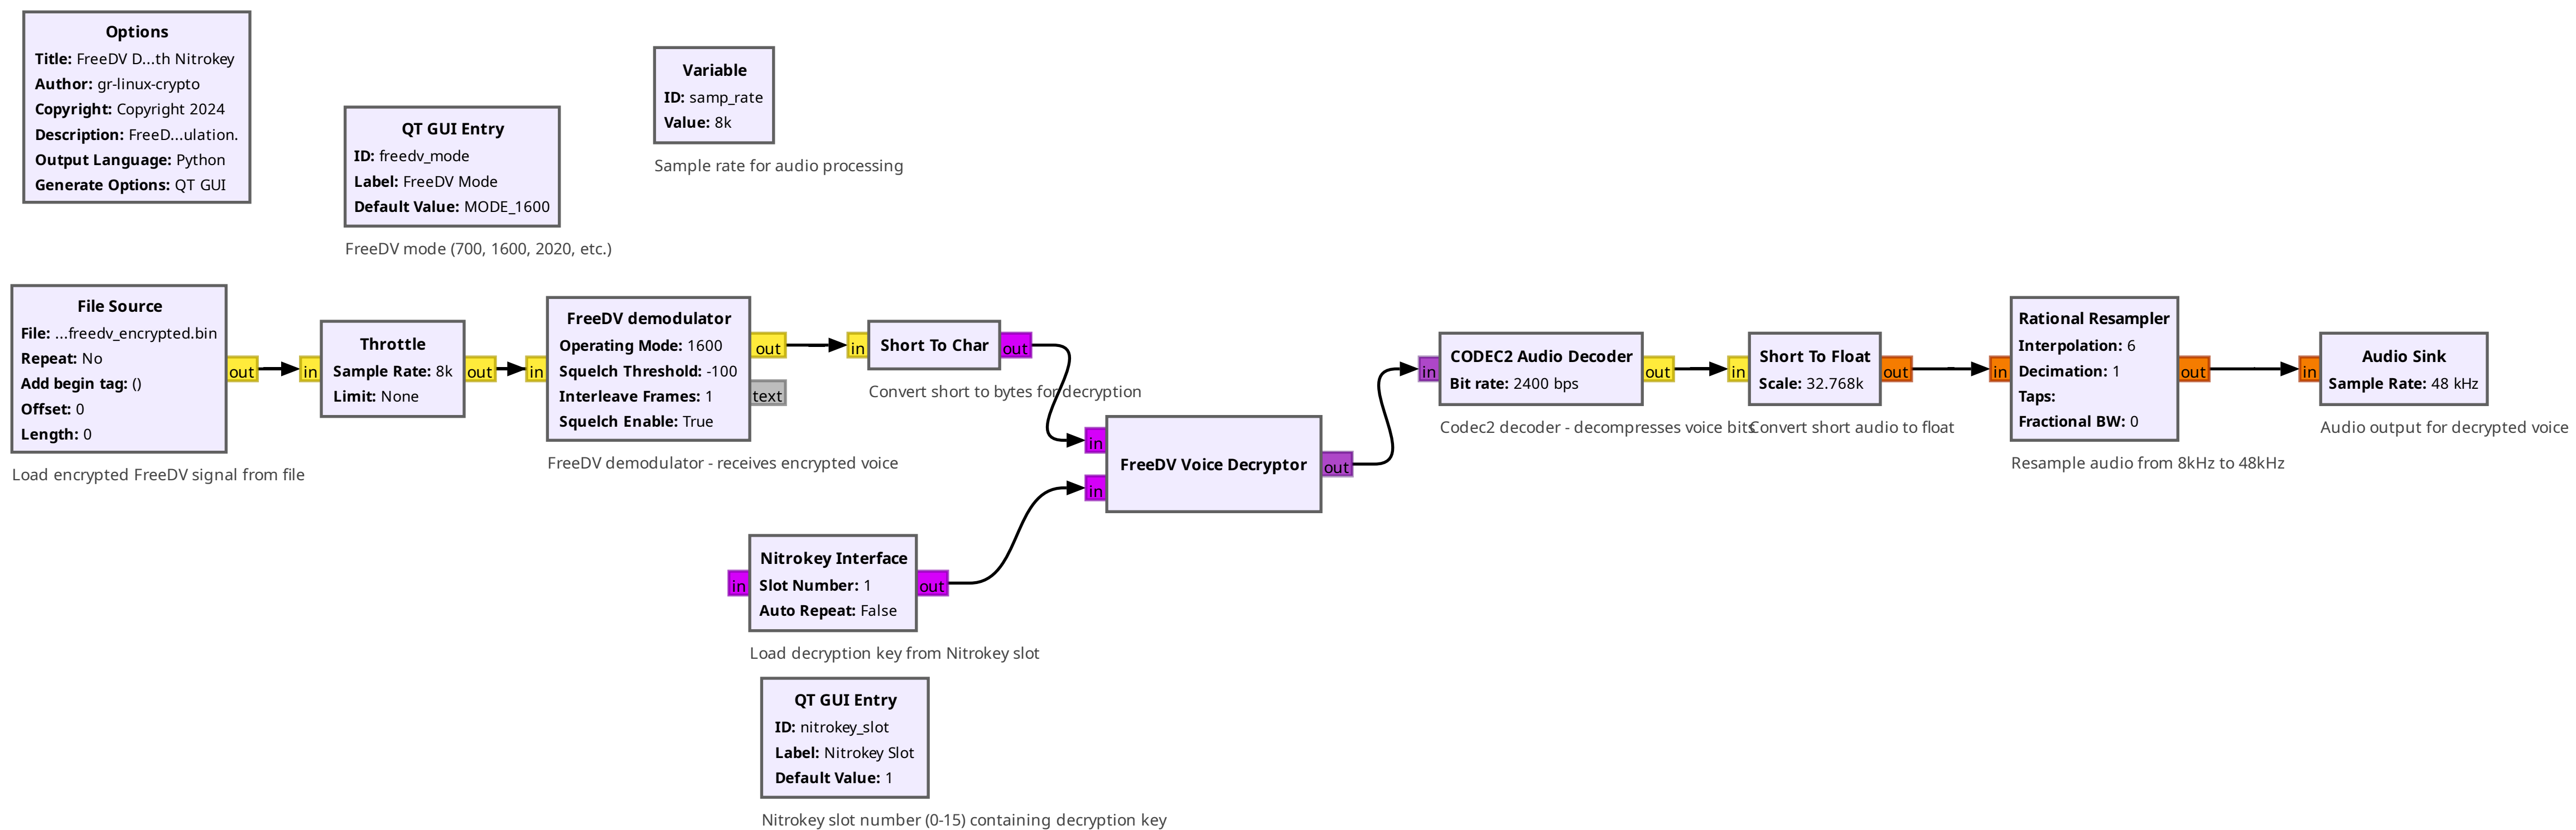 Options
Title: FreeDV D...th Nitrokey
Author: gr-linux-crypto
Copyright: Copyright 2024
Description: FreeD...ulation.
Output Language: Python
Generate Options: QT GUI
QT GUI Entry
ID: freedv_mode
Label: FreeDV Mode
Default Value: MODE_1600
FreeDV mode (700, 1600, 2020, etc.)
Variable
ID: samp_rate
Value: 8k
Sample rate for audio processing
File Source
File: ...freedv_encrypted.bin
Repeat: No
Add begin tag: ()
Offset: 0
Length: 0
out
Load encrypted FreeDV signal from file
in
Throttle
Sample Rate: 8k
Limit: None
out
in
FreeDV demodulator
Operating Mode: 1600
Squelch Threshold: -100
Interleave Frames: 1
Squelch Enable: True
out
text
FreeDV demodulator - receives encrypted voice
in
Short To Char
out
Convert short to bytes for decryption
in
in
FreeDV Voice Decryptor
out
in
Nitrokey Interface
Slot Number: 1
Auto Repeat: False
out
Load decryption key from Nitrokey slot
QT GUI Entry
ID: nitrokey_slot
Label: Nitrokey Slot
Default Value: 1
Nitrokey slot number (0-15) containing decryption key
in
CODEC2 Audio Decoder
Bit rate: 2400 bps
out
Codec2 decoder - decompresses voice bits
in
Short To Float
Scale: 32.768k
out
Convert short audio to float
in
Rational Resampler
Interpolation: 6
Decimation: 1
Taps:
Fractional BW: 0
out
Resample audio from 8kHz to 48kHz
in
Audio Sink
Sample Rate: 48 kHz
Audio output for decrypted voice